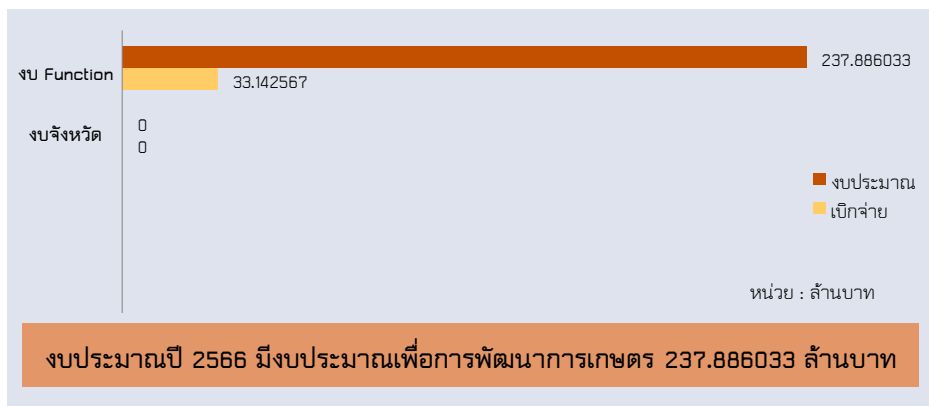 งบ Function
237.886033
33.142567
งบจังหวัด
0
0
งบประมาณ
เบิกจ่าย
หน่วย : ล้านบาท
งบประมาณปี 2566 มีงบประมาณเพื่อการพัฒนาการเกษตร 237.886033 ล้านบาท